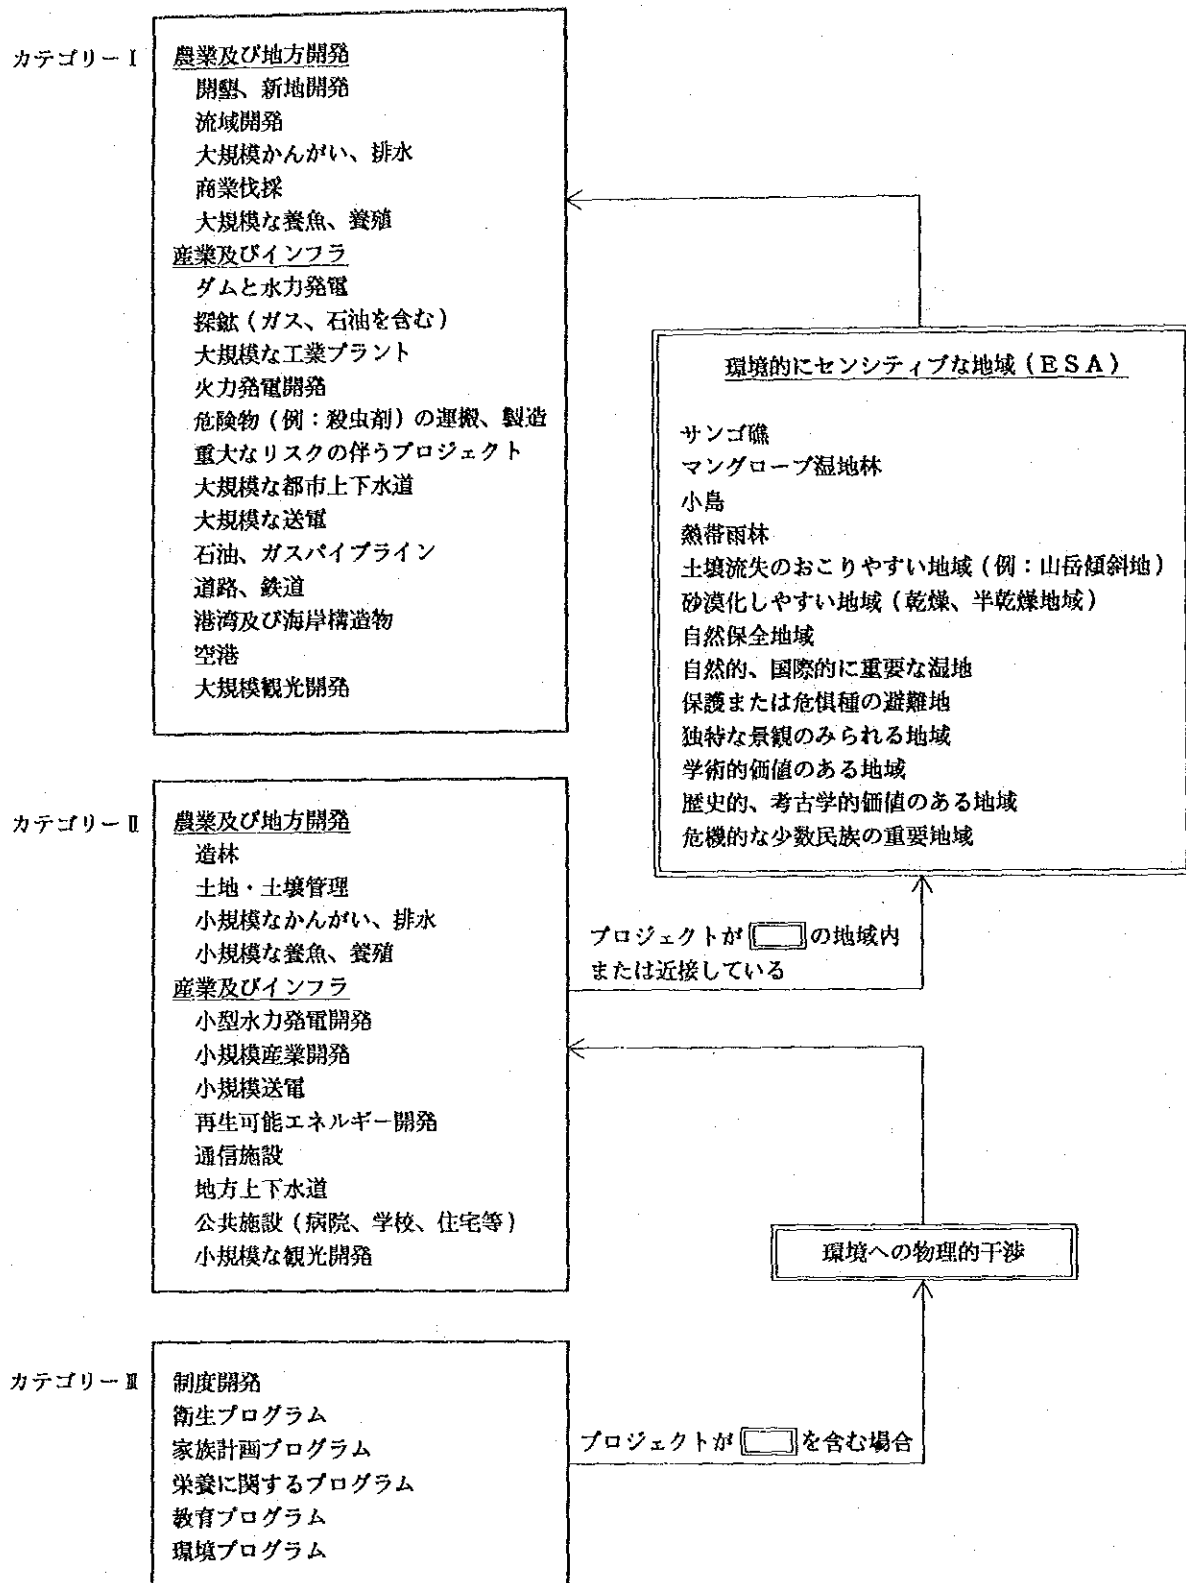 カテゴリーⅠ
農業及び地方開発
開墾、新地開発
流域開発
大規模かんがい、排水
商業伐採
大規模な養魚、養殖
産業及びインフラ
ダムと水力発電
探鉱(ガス、石油を含む)
大規模な工業プラント
火力発電開発
危険物(例:殺虫剤)の運搬、製造
重大なリスクの伴うプロジェクト
大規模な都市上下水道
大規模な送電
石油、ガスパイプライン
道路、鉄道
港湾及び海岸構造物
空港
大規模観光開発
環境的にセンシティブな地域(ESA)
サンゴ礁
マングローブ湿地林
小島
熱帯雨林
土壌流失のおこりやすい地域(例:山岳傾斜地)
砂漠化しやすい地域(乾燥、半乾燥地域)
自然保全地域
自然的、国際的に重要な湿地
保護または危惧種の避難地
独特な景観のみられる地域
学術的価値のある地域
歴史的、考古学的価値のある地域
危機的な少数民族の重要地域
カテゴリーⅡ
農業及び地方開発
造林
土地・土壌管理
小規模なかんがい、排水
小規模な養魚、養殖
産業及びインフラ
小型水力発電開発
小規模産業開発
小規模送電
再生可能エネルギー開発
通信施設
地方上下水道
公共施設(病院、学校、住宅等)
小規模な観光開発
プロジェクトが の地域内
または近接している
環境への物理的干渉
カテゴリーⅢ
制度開発
衛生プログラム
家族計画プログラム
栄養に関するプログラム
教育プログラム
環境プログラム
プロジェクトが を含む場合